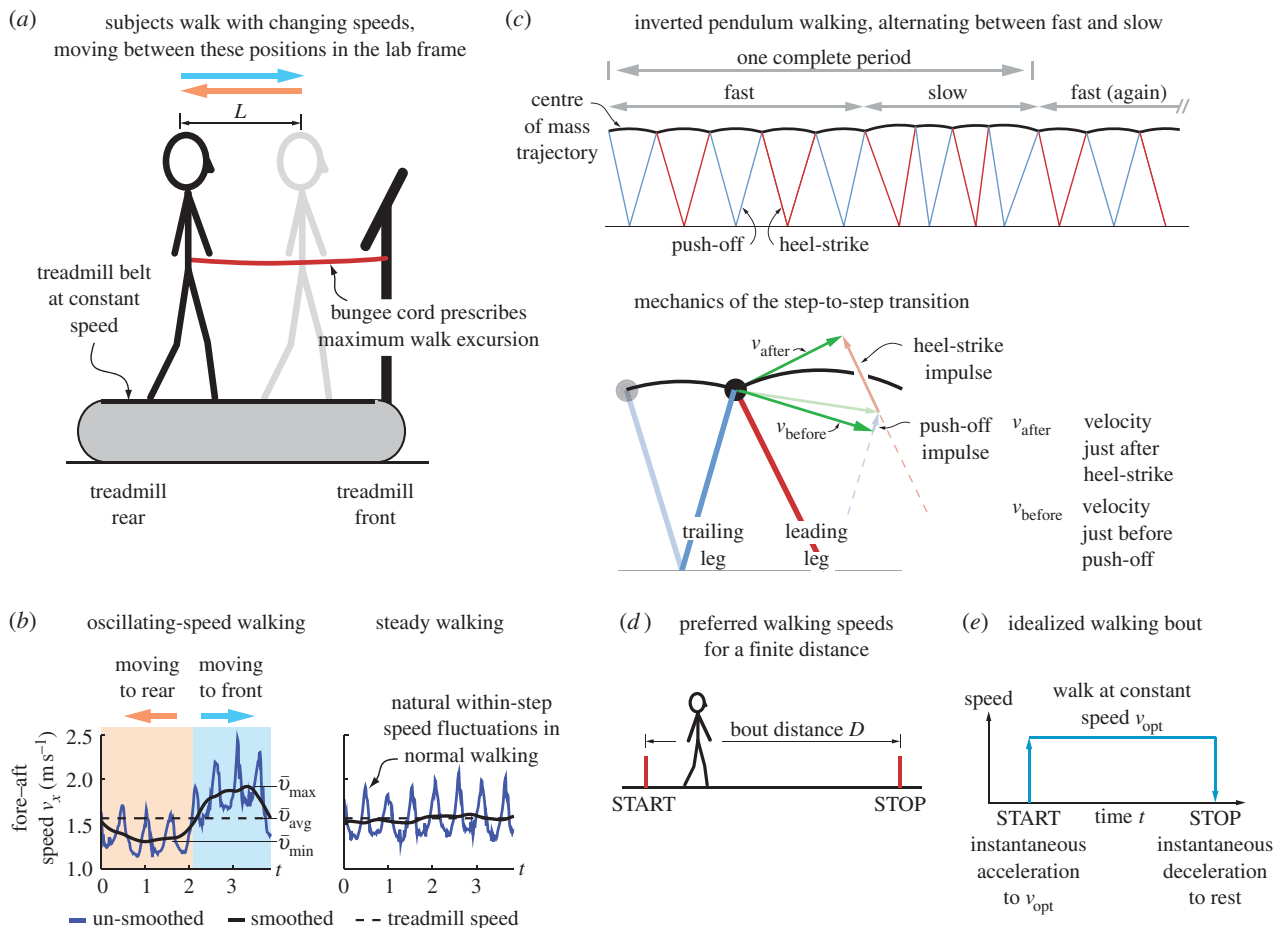 (a)
subjects walk with changing speeds,
moving between these positions in the lab frame
L
treadmill belt
at constant
speed
bungee cord prescribes
maximum walk excursion
treadmill
rear
treadmill
front
(c)
inverted pendulum walking, alternating between fast and slow
one complete period
fast
slow
fast (again)
centre
of mass
trajectory
push-off
heel-strike
mechanics of the step-to-step transition
v_after
heel-strike
impulse
v_before
push-off
impulse
trailing
leg
leading
leg
v_after velocity
just after
heel-strike
v_before velocity
just before
push-off
(b)
oscillating-speed walking
steady walking
moving
to rear
moving
to front
natural within-step
speed fluctuations in
normal walking
fore–aft
speed v_x (m s⁻¹)
2.5
2.0
1.5
1.0
0 1 2 3 t
ῡ_max
ῡ_avg
ῡ_min
0 1 2 3 t
un-smoothed smoothed treadmill speed
(d)
preferred walking speeds
for a finite distance
bout distance D
START
STOP
(e)
idealized walking bout
speed
walk at constant
speed v_opt
START time t STOP
instantaneous
acceleration
to v_opt
instantaneous
deceleration
to rest